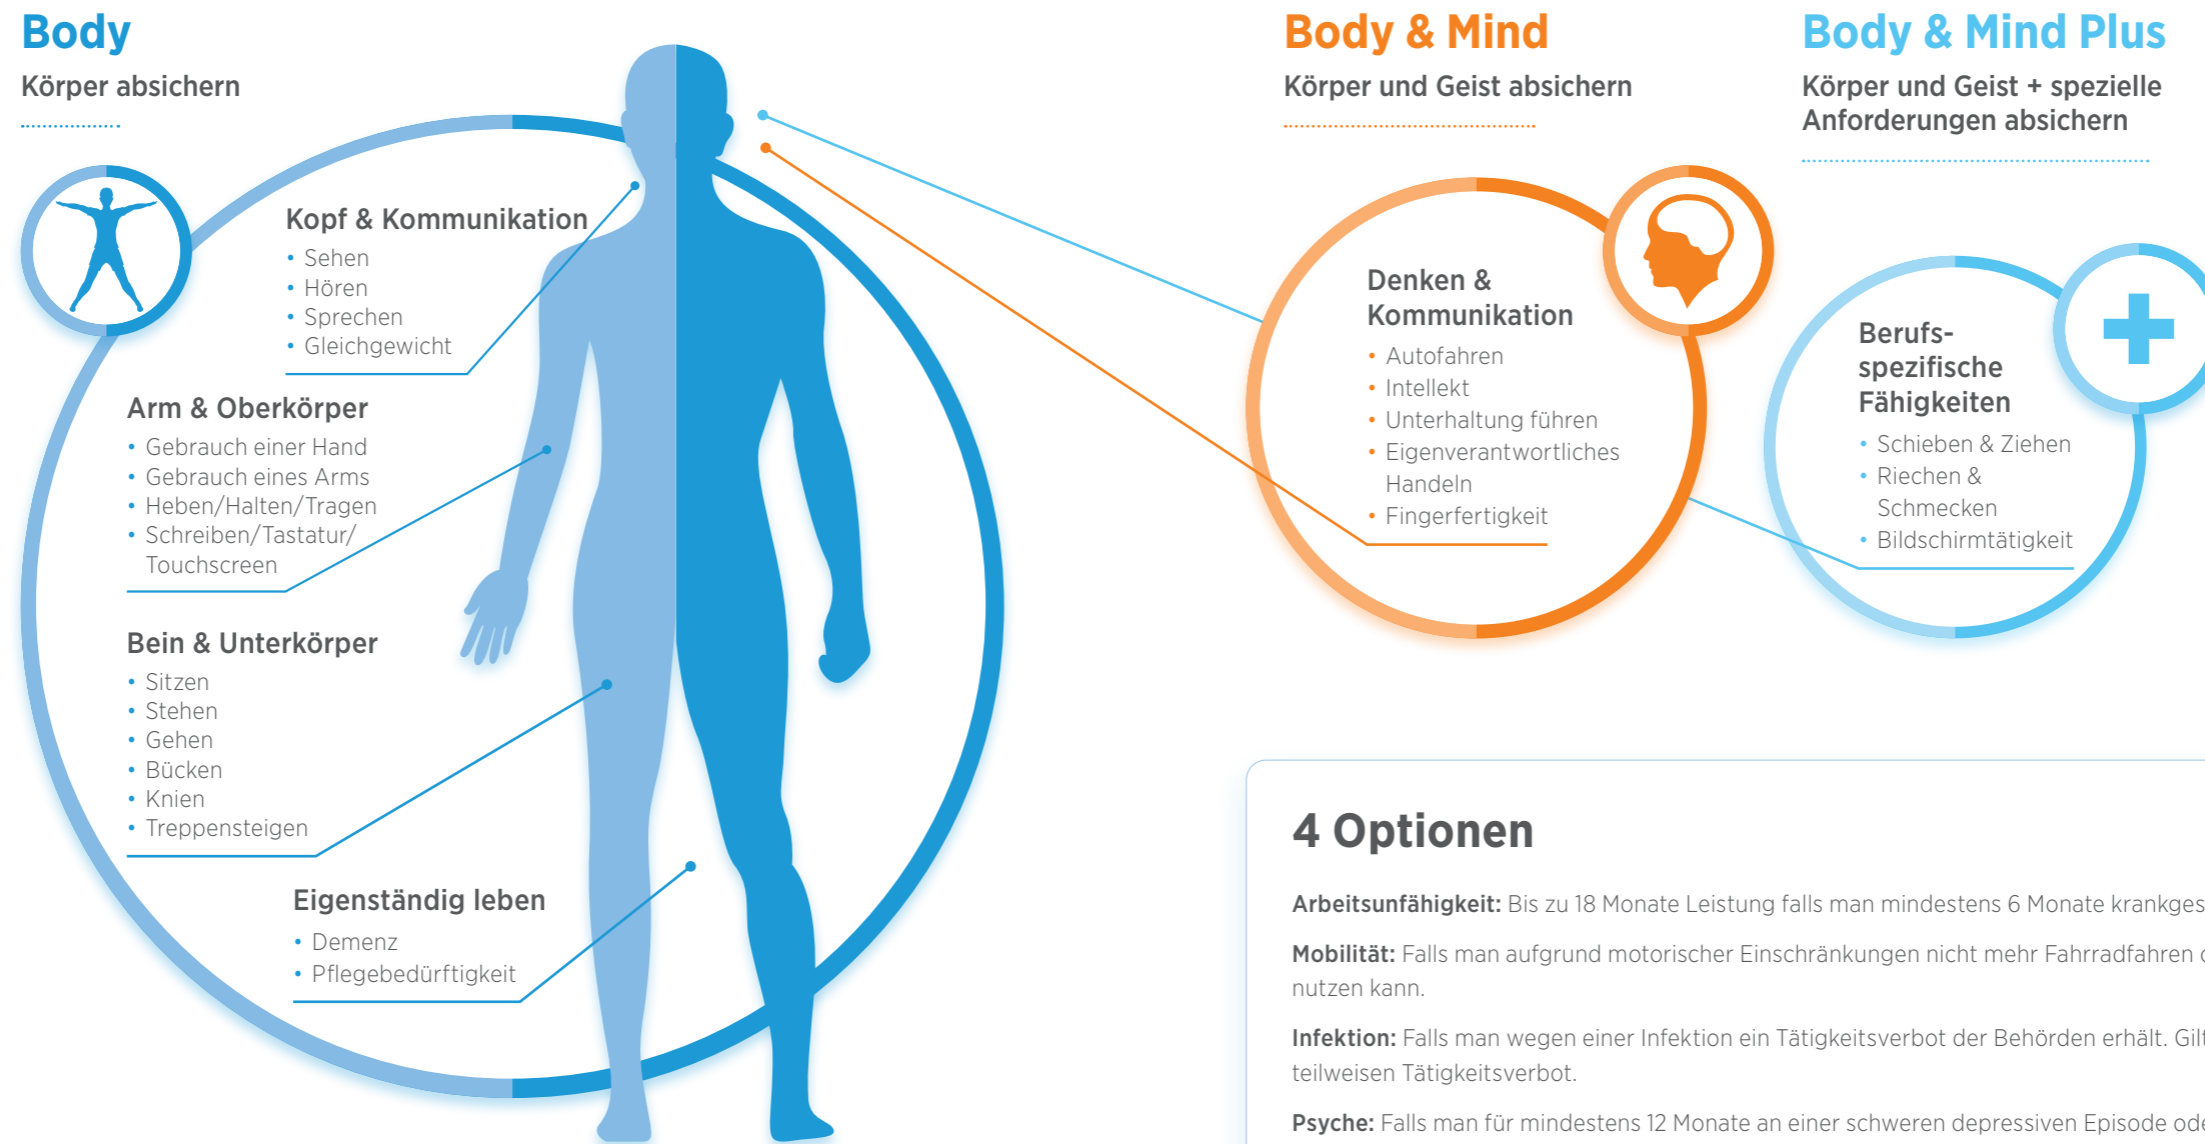 Body
Körper absichern
Kopf & Kommunikation
• Sehen
• Hören
• Sprechen
• Gleichgewicht
Arm & Oberkörper
• Gebrauch einer Hand
• Gebrauch eines Arms
• Heben/Halten/Tragen
• Schreiben/Tastatur/
Touchscreen
Bein & Unterkörper
• Sitzen
• Stehen
• Gehen
• Bücken
• Knien
• Treppensteigen
Eigenständig leben
• Demenz
• Pflegebedürftigkeit
Body & Mind
Körper und Geist absichern
Denken &
Kommunikation
• Autofahren
• Intellekt
• Unterhaltung führen
• Eigenverantwortliches
Handeln
• Fingerfertigkeit
Body & Mind Plus
Körper und Geist + spezielle
Anforderungen absichern
Berufs-
spezifische
Fähigkeiten
• Schieben & Ziehen
• Riechen &
Schmecken
• Bildschirmtätigkeit
4 Optionen
Arbeitsunfähigkeit: Bis zu 18 Monate Leistung falls man mindestens 6 Monate krankges
Mobilität: Falls man aufgrund motorischer Einschränkungen nicht mehr Fahrradfahren
nutzen kann.
Infektion: Falls man wegen einer Infektion ein Tätigkeitsverbot der Behörden erhält. Gilt
teilweisen Tätigkeitsverbot.
Psyche: Falls man für mindestens 12 Monate an einer schweren depressiven Episode ode